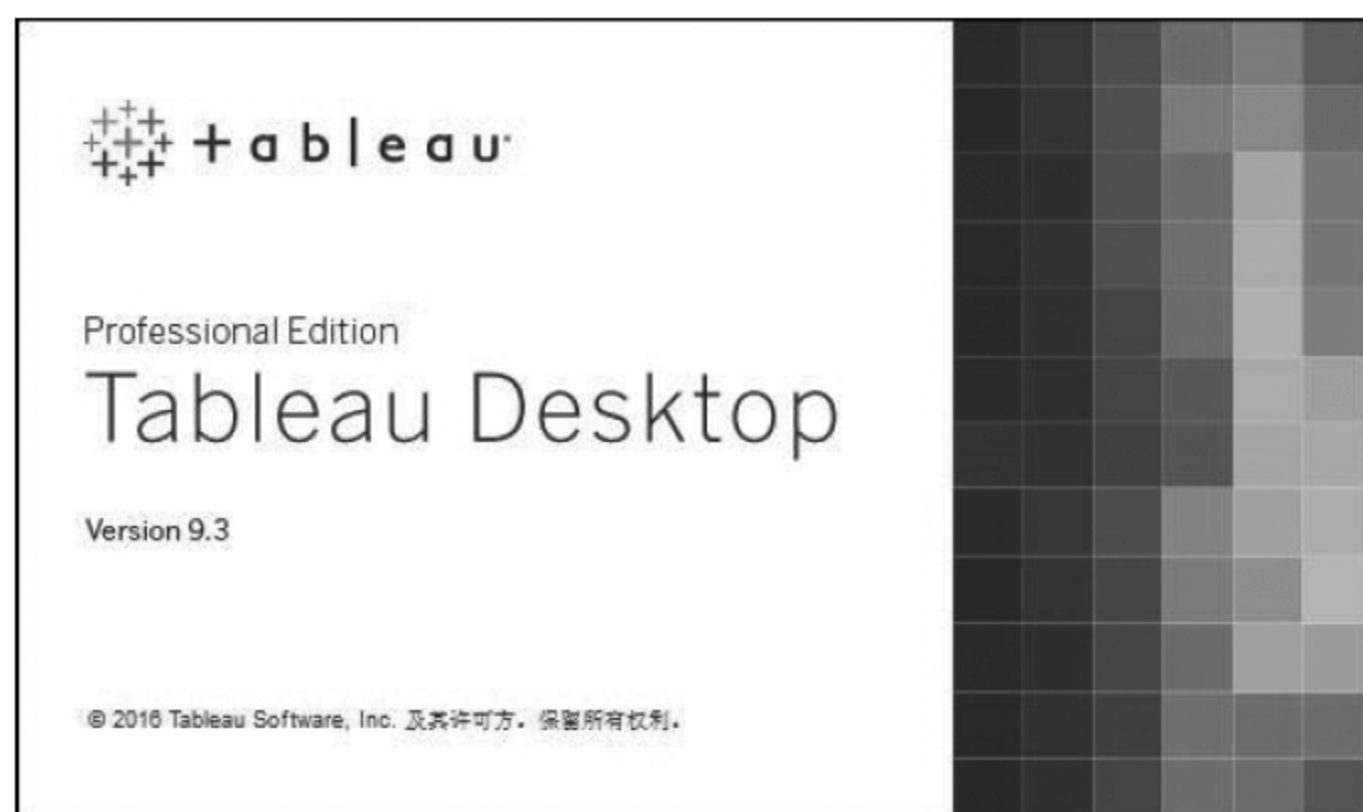 +ableau
Professional Edition
Tableau Desktop
Version 9.3
© 2016 Tableau Software, Inc. 及其许可方。保留所有权利。